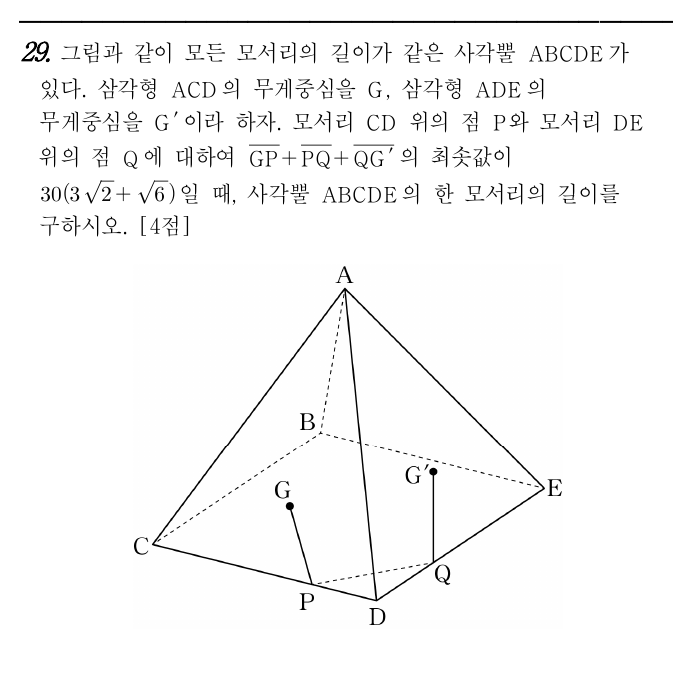 29. 그림과 같이 모든 모서리의 길이가 같은 사각뿔 ABCDE가
있다. 삼각형 ACD의 무게중심을 G, 삼각형 ADE의
무게중심을 G′이라 하자. 모서리 CD 위의 점 P와 모서리 DE
위의 점 Q에 대하여 \overline{GP}+\overline{PQ}+\overline{QG′}의 최솟값이
30(3√2+√6)일 때, 사각뿔 ABCDE의 한 모서리의 길이를
구하시오. [4점]
A
B
G′
E
G
C
Q
P
D